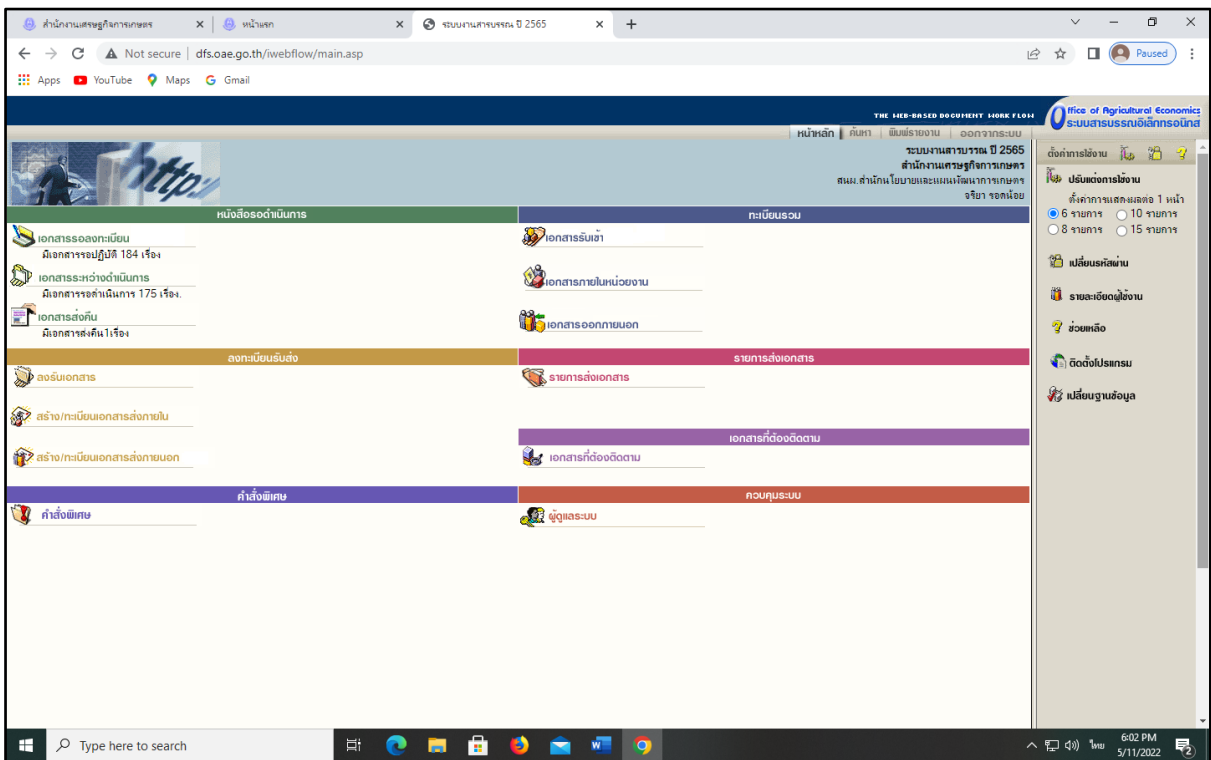 สำนักงานเศรษฐกิจการเกษตร
หน้าแรก
ระบบงานสารบรรณ ปี 2565
Not secure | dfs.oae.go.th/iwebflow/main.asp
Paused
Apps YouTube Maps Gmail
THE WEB-BASED DOCUMENT WORK FLOW
Office of Agricultural Economics
ระบบสารบรรณอิเล็กทรอนิกส์
หน้าหลัก | ค้นหา | พิมพ์รายงาน | ออกจากระบบ
http:/
ระบบงานสารบรรณ ปี 2565
สำนักงานเศรษฐกิจการเกษตร
สนผ.สำนักนโยบายและแผนพัฒนาการเกษตร
จริยา รอดน้อย
ตั้งค่าการใช้งาน
ปรับแต่งการใช้งาน
ตั้งค่าการแสดงผลต่อ 1 หน้า
6 รายการ 10 รายการ
8 รายการ 15 รายการ
เปลี่ยนรหัสผ่าน
รายละเอียดผู้ใช้งาน
ช่วยเหลือ
ติดตั้งโปรแกรม
เปลี่ยนฐานข้อมูล
หนังสือรอดำเนินการ
เอกสารรอลงทะเบียน
มีเอกสารรอปฏิบัติ 184 เรื่อง
เอกสารระหว่างดำเนินการ
มีเอกสารรอดำเนินการ 175 เรื่อง.
เอกสารส่งคืน
มีเอกสารส่งคืน1เรื่อง
ทะเบียนรวม
เอกสารรับเข้า
เอกสารภายในหน่วยงาน
เอกสารออกภายนอก
ลงทะเบียนรับส่ง
ลงรับเอกสาร
สร้าง/ทะเบียนเอกสารส่งภายใน
สร้าง/ทะเบียนเอกสารส่งภายนอก
รายการส่งเอกสาร
รายการส่งเอกสาร
เอกสารที่ต้องติดตาม
เอกสารที่ต้องติดตาม
คำสั่งพิเศษ
คำสั่งพิเศษ
ควบคุมระบบ
ผู้ดูแลระบบ
Type here to search
ไทย
6:02 PM
5/11/2022
2